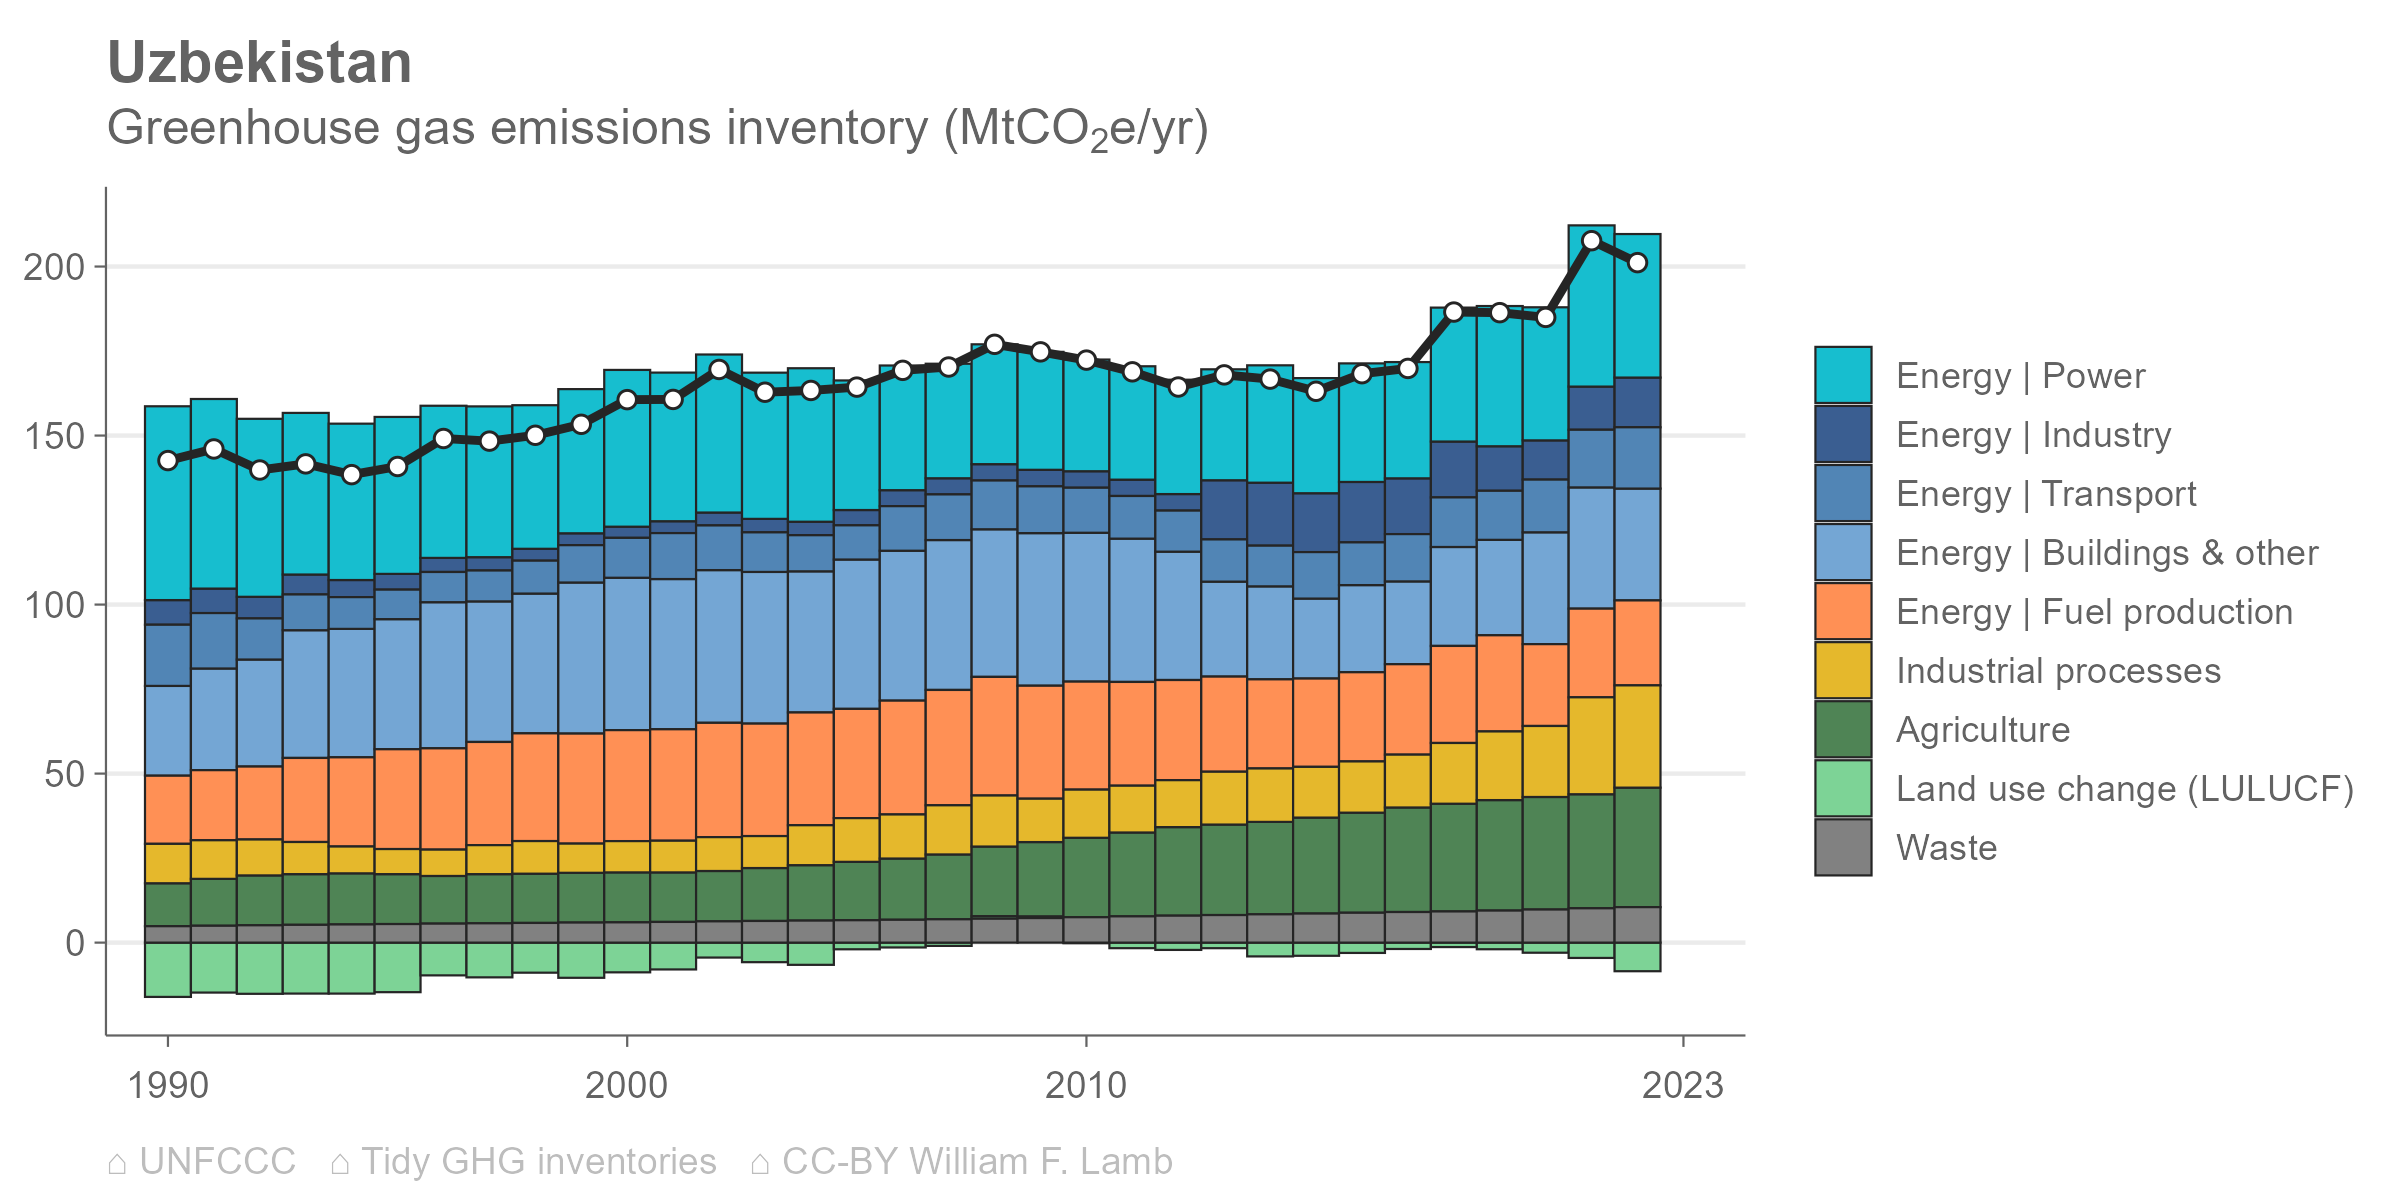 Uzbekistan
Greenhouse gas emissions inventory (MtCO₂e/yr)
200
150
100
50
0
1990 2000 2010 2023
Energy | Power
Energy | Industry
Energy | Transport
Energy | Buildings & other
Energy | Fuel production
Industrial processes
Agriculture
Land use change (LULUCF)
Waste
⌂ UNFCCC ⌂ Tidy GHG inventories ⌂ CC-BY William F. Lamb